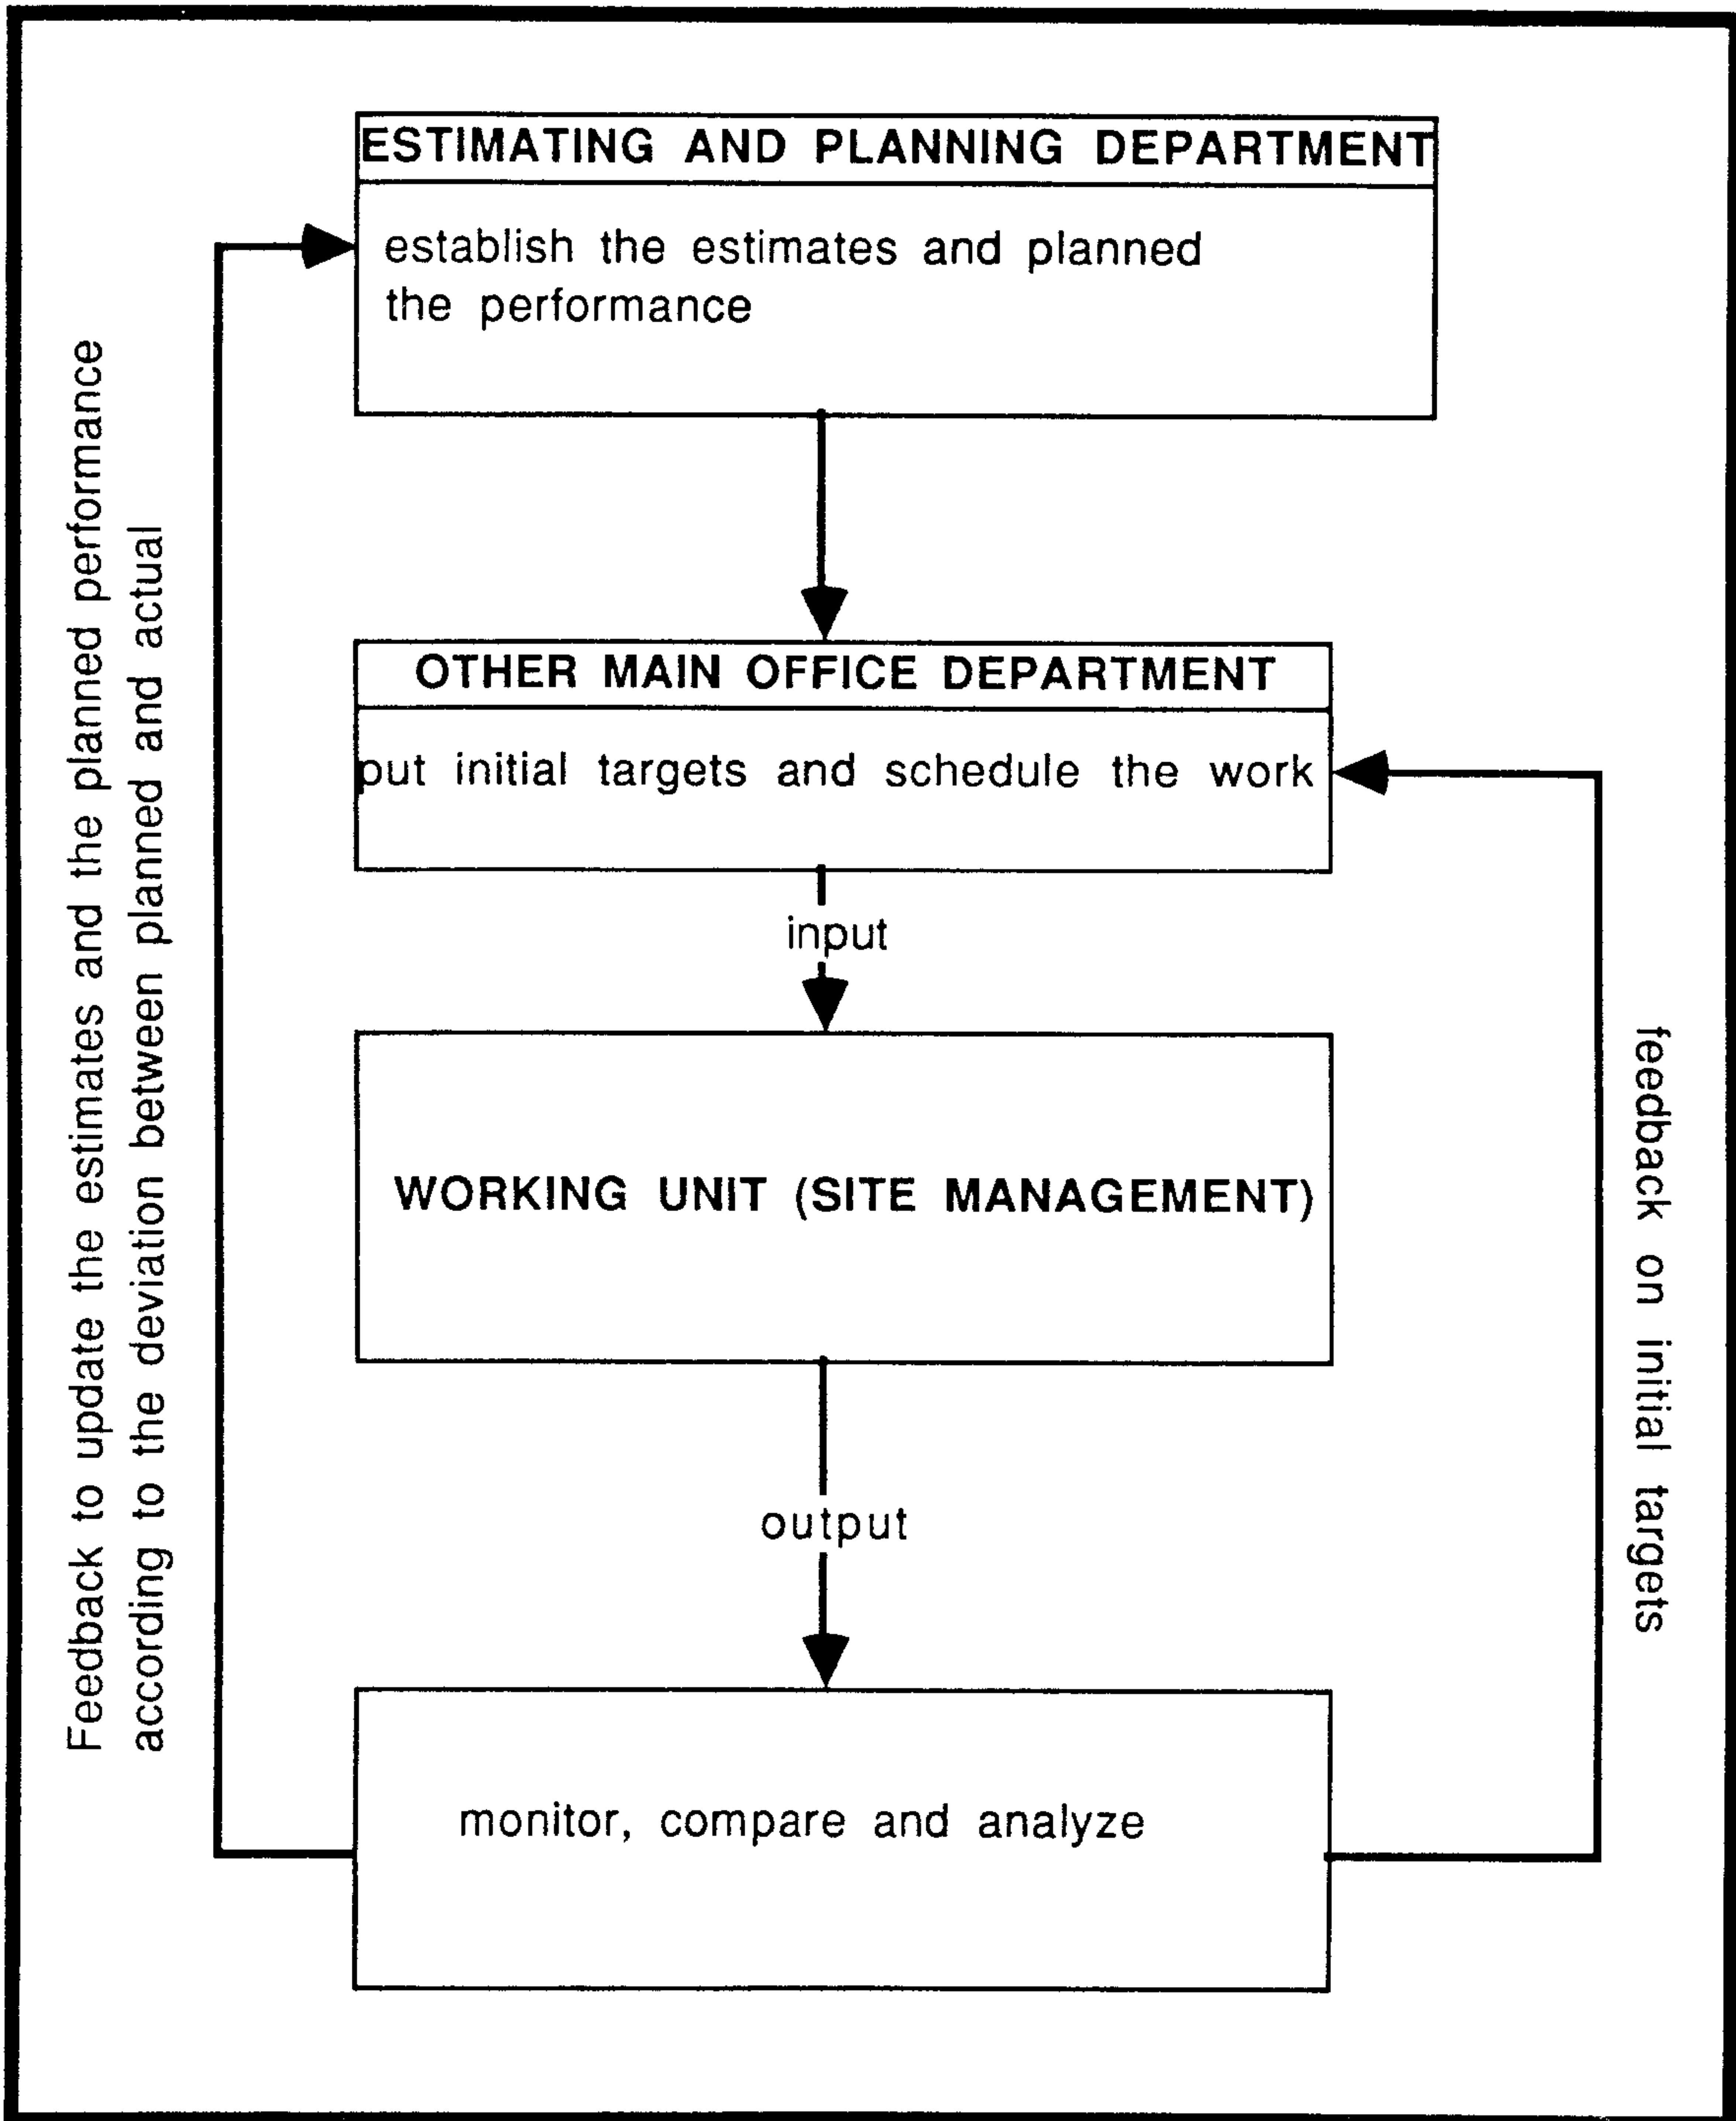 ESTIMATING AND PLANNING DEPARTMENT
establish the estimates and planned
the performance
OTHER MAIN OFFICE DEPARTMENT
put initial targets and schedule the work
input
WORKING UNIT (SITE MANAGEMENT)
output
monitor, compare and analyze
Feedback to update the estimates and the planned performance
according to the deviation between planned and actual
feedback on initial targets